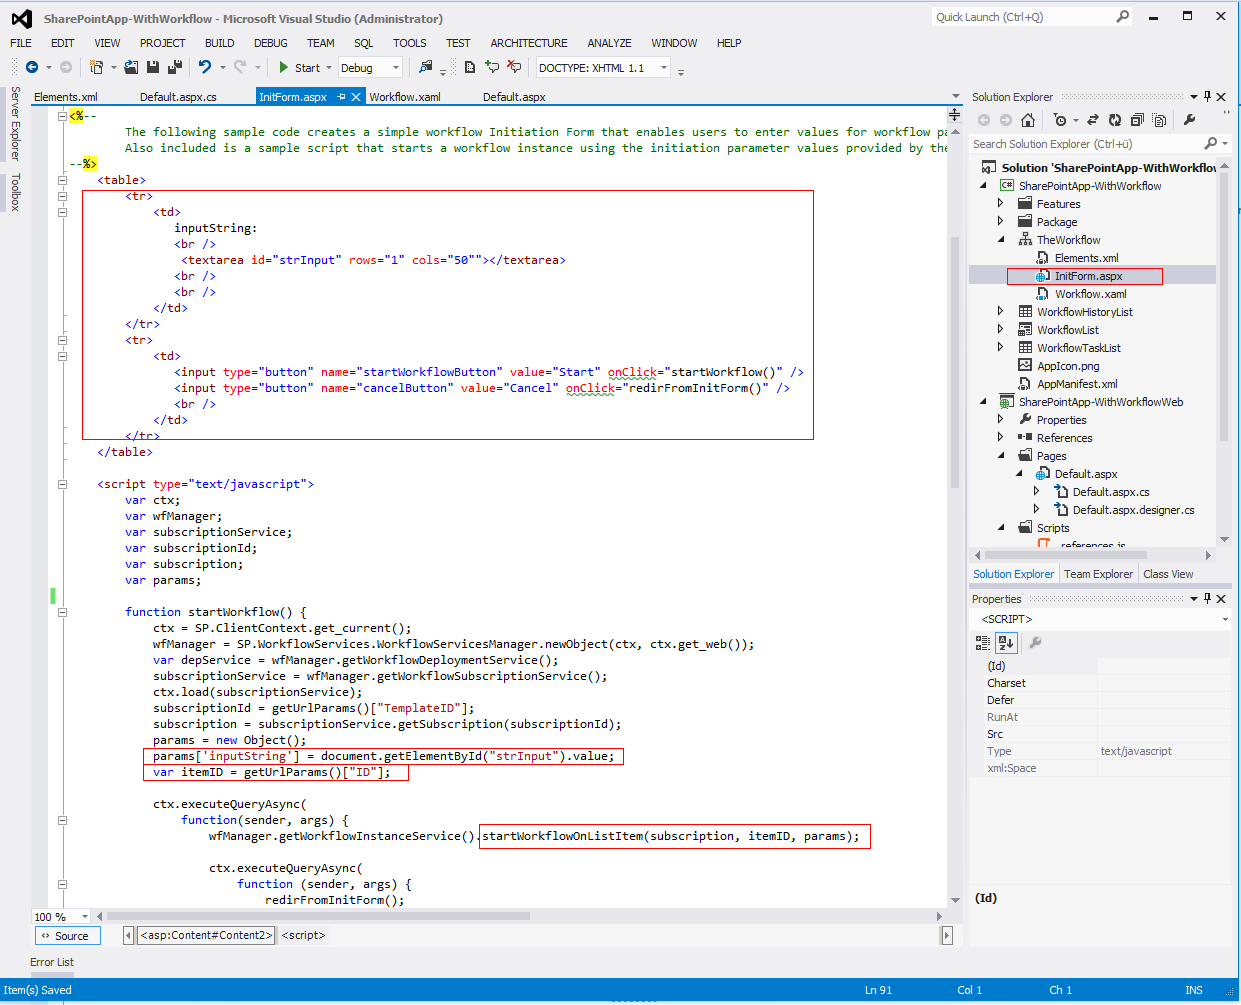 SharePointApp-WithWorkflow - Microsoft Visual Studio (Administrator)
Quick Launch (Ctrl+Q)
FILE EDIT VIEW PROJECT BUILD DEBUG TEAM SQL TOOLS TEST ARCHITECTURE ANALYZE WINDOW HELP
Start Debug DOCTYPE: XHTML 1.1
Server Explorer
Toolbox
Elements.xml Default.aspx.cs InitForm.aspx Workflow.xaml Default.aspx
<%--
The following sample code creates a simple workflow Initiation Form that enables users to enter values for workflow pa
Also included is a sample script that starts a workflow instance using the initiation parameter values provided by the
--%>
<table>
<tr>
<td>
inputString:
<br />
<textarea id="strInput" rows="1" cols="50""></textarea>
<br />
<br />
</td>
</tr>
<tr>
<td>
<input type="button" name="startWorkflowButton" value="Start" onClick="startWorkflow()" />
<input type="button" name="cancelButton" value="Cancel" onClick="redirFromInitForm()" />
<br />
</td>
</tr>
</table>
<script type="text/javascript">
var ctx;
var wfManager;
var subscriptionService;
var subscriptionId;
var subscription;
var params;
function startWorkflow() {
ctx = SP.ClientContext.get_current();
wfManager = SP.WorkflowServices.WorkflowServicesManager.newObject(ctx, ctx.get_web());
var depService = wfManager.getWorkflowDeploymentService();
subscriptionService = wfManager.getWorkflowSubscriptionService();
ctx.load(subscriptionService);
subscriptionId = getUrlParams()["TemplateID"];
subscription = subscriptionService.getSubscription(subscriptionId);
params = new Object();
params['inputString'] = document.getElementById("strInput").value;
var itemID = getUrlParams()["ID"];
ctx.executeQueryAsync(
function(sender, args) {
wfManager.getWorkflowInstanceService().startWorkflowOnListItem(subscription, itemID, params);
ctx.executeQueryAsync(
function (sender, args) {
redirFromInitForm();
100 %
Source <asp:Content#Content2> <script>
Error List
Item(s) Saved Ln 91 Col 1 Ch 1 INS
Solution Explorer
Search Solution Explorer (Ctrl+ü)
Solution 'SharePointApp-WithWorkflow
C# SharePointApp-WithWorkflow
Features
Package
TheWorkflow
Elements.xml
InitForm.aspx
Workflow.xaml
WorkflowHistoryList
WorkflowList
WorkflowTaskList
AppIcon.png
AppManifest.xml
SharePointApp-WithWorkflowWeb
Properties
References
Pages
Default.aspx
Default.aspx.cs
Default.aspx.designer.cs
Scripts
_references.js
Solution Explorer Team Explorer Class View
Properties
<SCRIPT>
(Id)
Charset
Defer
RunAt
Src
Type text/javascript
xml:Space
(Id)